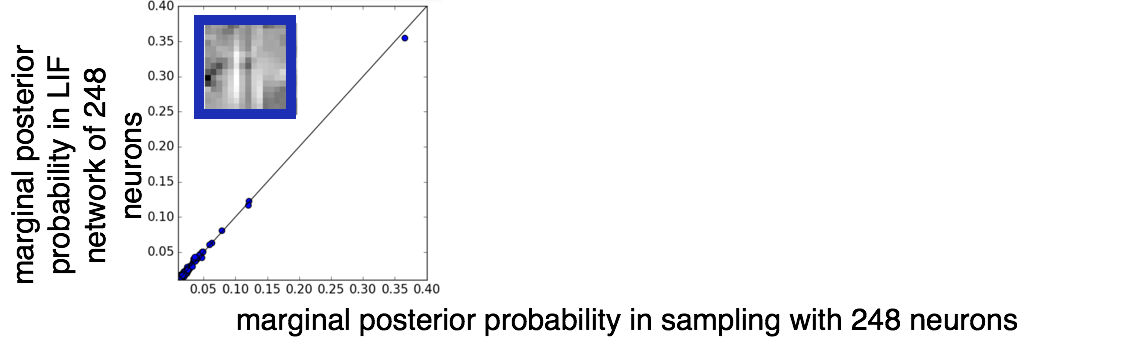 marginal posterior
probability in LIF
network of 248
neurons
0.40
0.35
0.30
0.25
0.20
0.15
0.10
0.05
0.05 0.10 0.15 0.20 0.25 0.30 0.35 0.40
marginal posterior probability in sampling with 248 neurons